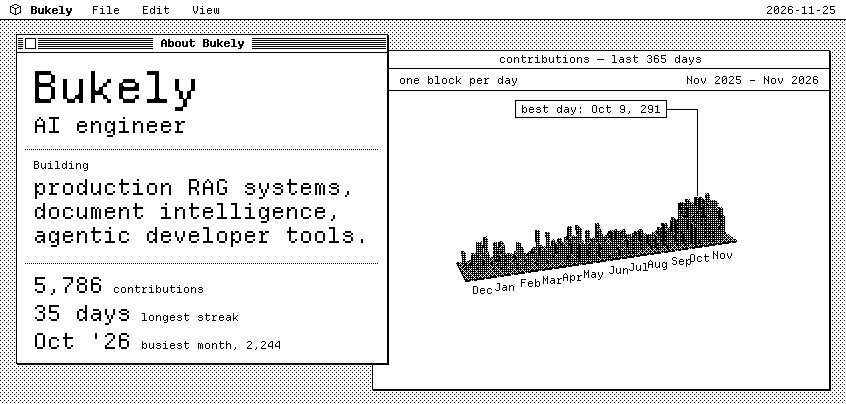 Bukely File Edit View 2026-11-25
About Bukely
Bukely
AI engineer
Building
production RAG systems,
document intelligence,
agentic developer tools.
5,786 contributions
35 days longest streak
Oct '26 busiest month, 2,244
contributions — last 365 days
one block per day Nov 2025 – Nov 2026
best day: Oct 9, 291
Dec Jan Feb Mar Apr May Jun Jul Aug Sep Oct Nov